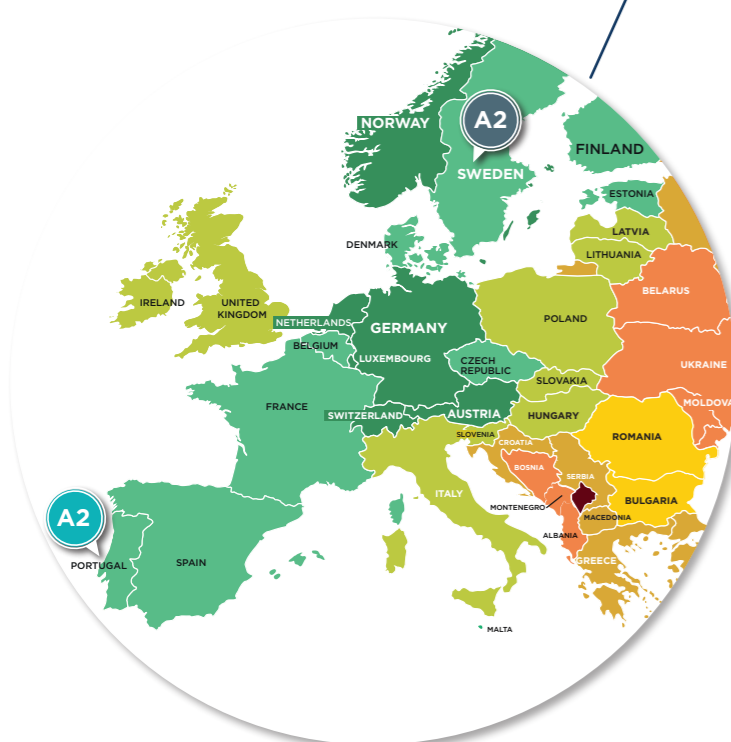 A2
NORWAY
FINLAND
SWEDEN
ESTONIA
DENMARK
LATVIA
LITHUANIA
BELARUS
IRELAND
UNITED
KINGDOM
NETHERLANDS
POLAND
GERMANY
BELGIUM
LUXEMBOURG
CZECH
REPUBLIC
UKRAINE
SLOVAKIA
FRANCE
MOLDOVA
SWITZERLAND
AUSTRIA
HUNGARY
SLOVENIA
ROMANIA
CROATIA
BOSNIA
SERBIA
ITALY
BULGARIA
MONTENEGRO
A2
MACEDONIA
ALBANIA
PORTUGAL
SPAIN
GREECE
MALTA